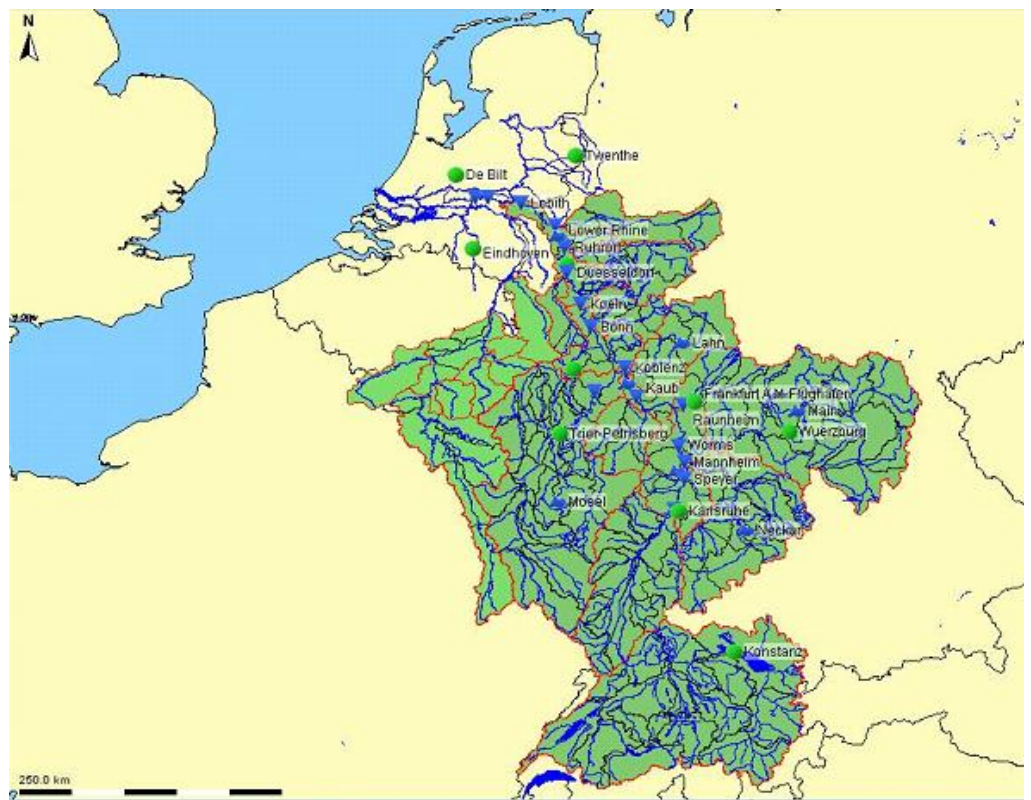 N
Twenthe
De Bilt
Lobith
Lower Rhine
Ruhrort
Eindhoven
Duesseldorf
Koeln
Bonn
Lahn
Koblenz
Kaub
Frankfurt A.M-Flughafen
Main
Raunheim
Wuerzburg
Trier-Petrisberg
Worms
Mannheim
Speyer
Mosel
Karlsruhe
Neckar
Konstanz
250.0 km